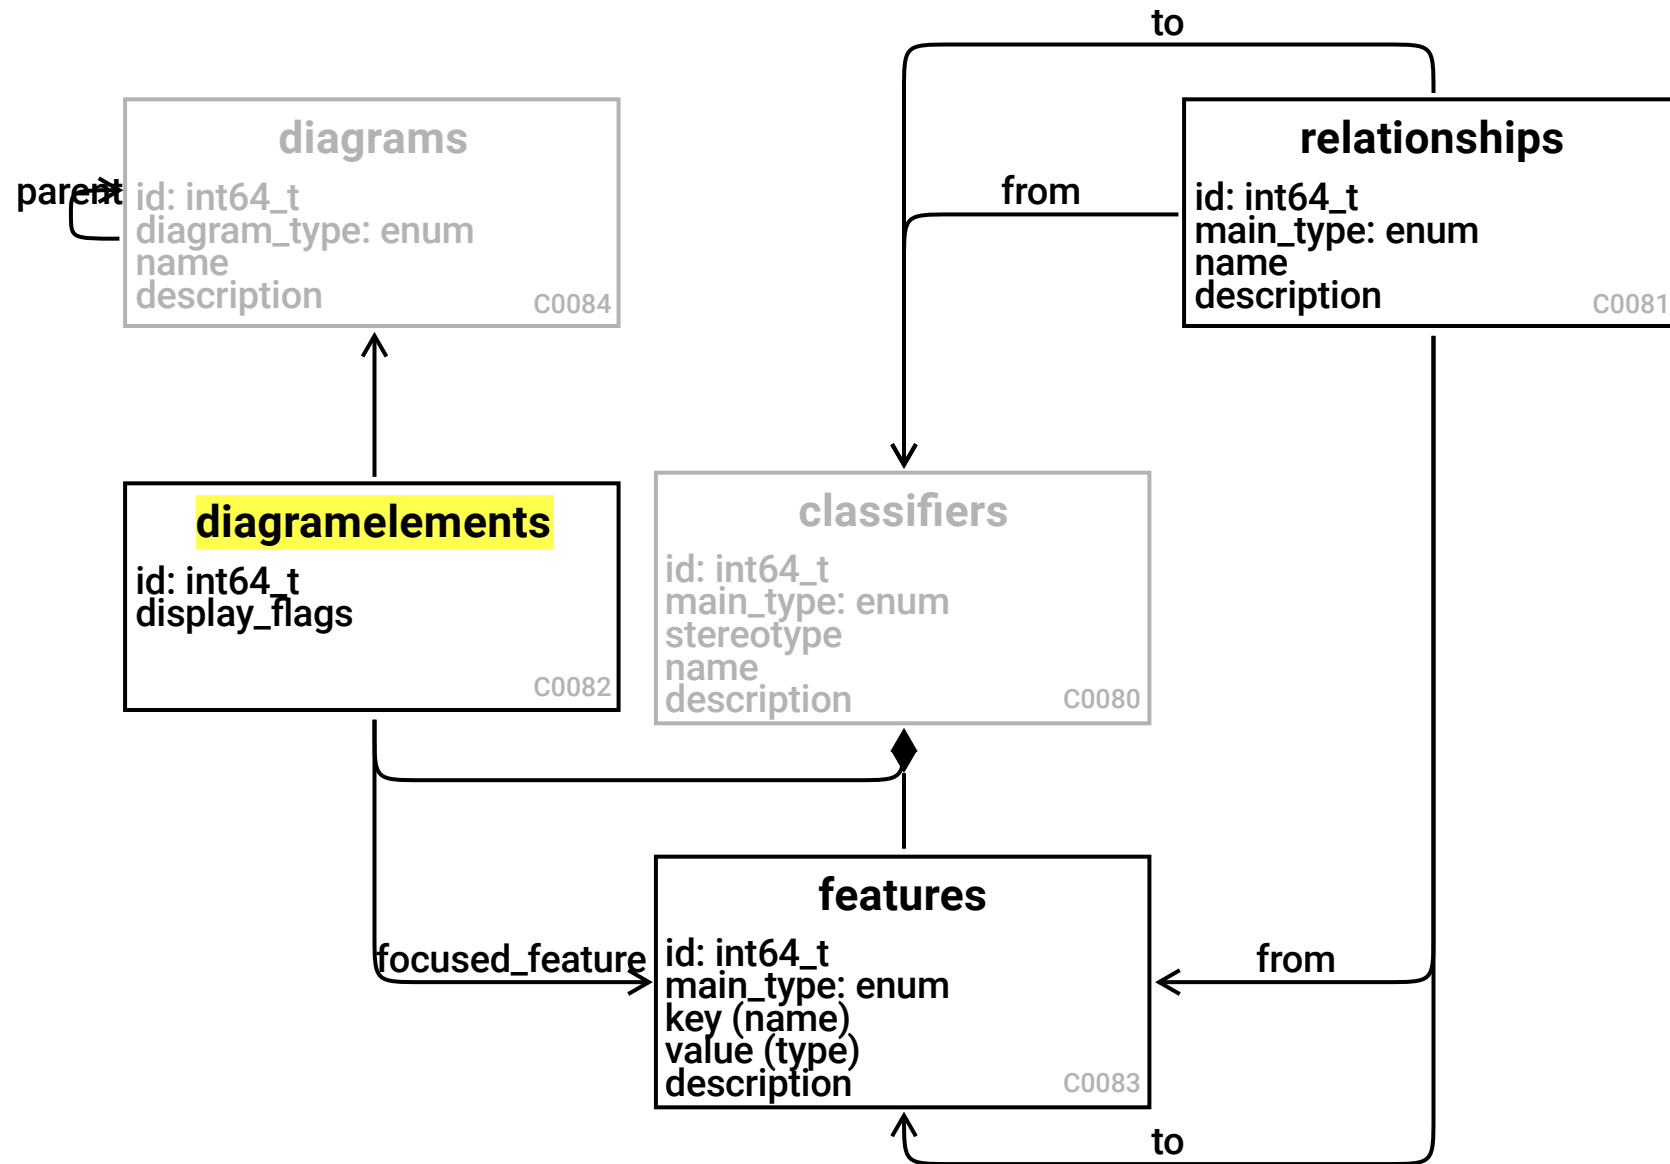 to
diagrams
parent
id: int64_t
diagram_type: enum
name
description
C0084
from
relationships
id: int64_t
main_type: enum
name
description
C0081
diagramelements
id: int64_t
display_flags
C0082
classifiers
id: int64_t
main_type: enum
stereotype
name
description
C0080
focused_feature
features
id: int64_t
main_type: enum
key (name)
value (type)
description
C0083
from
to